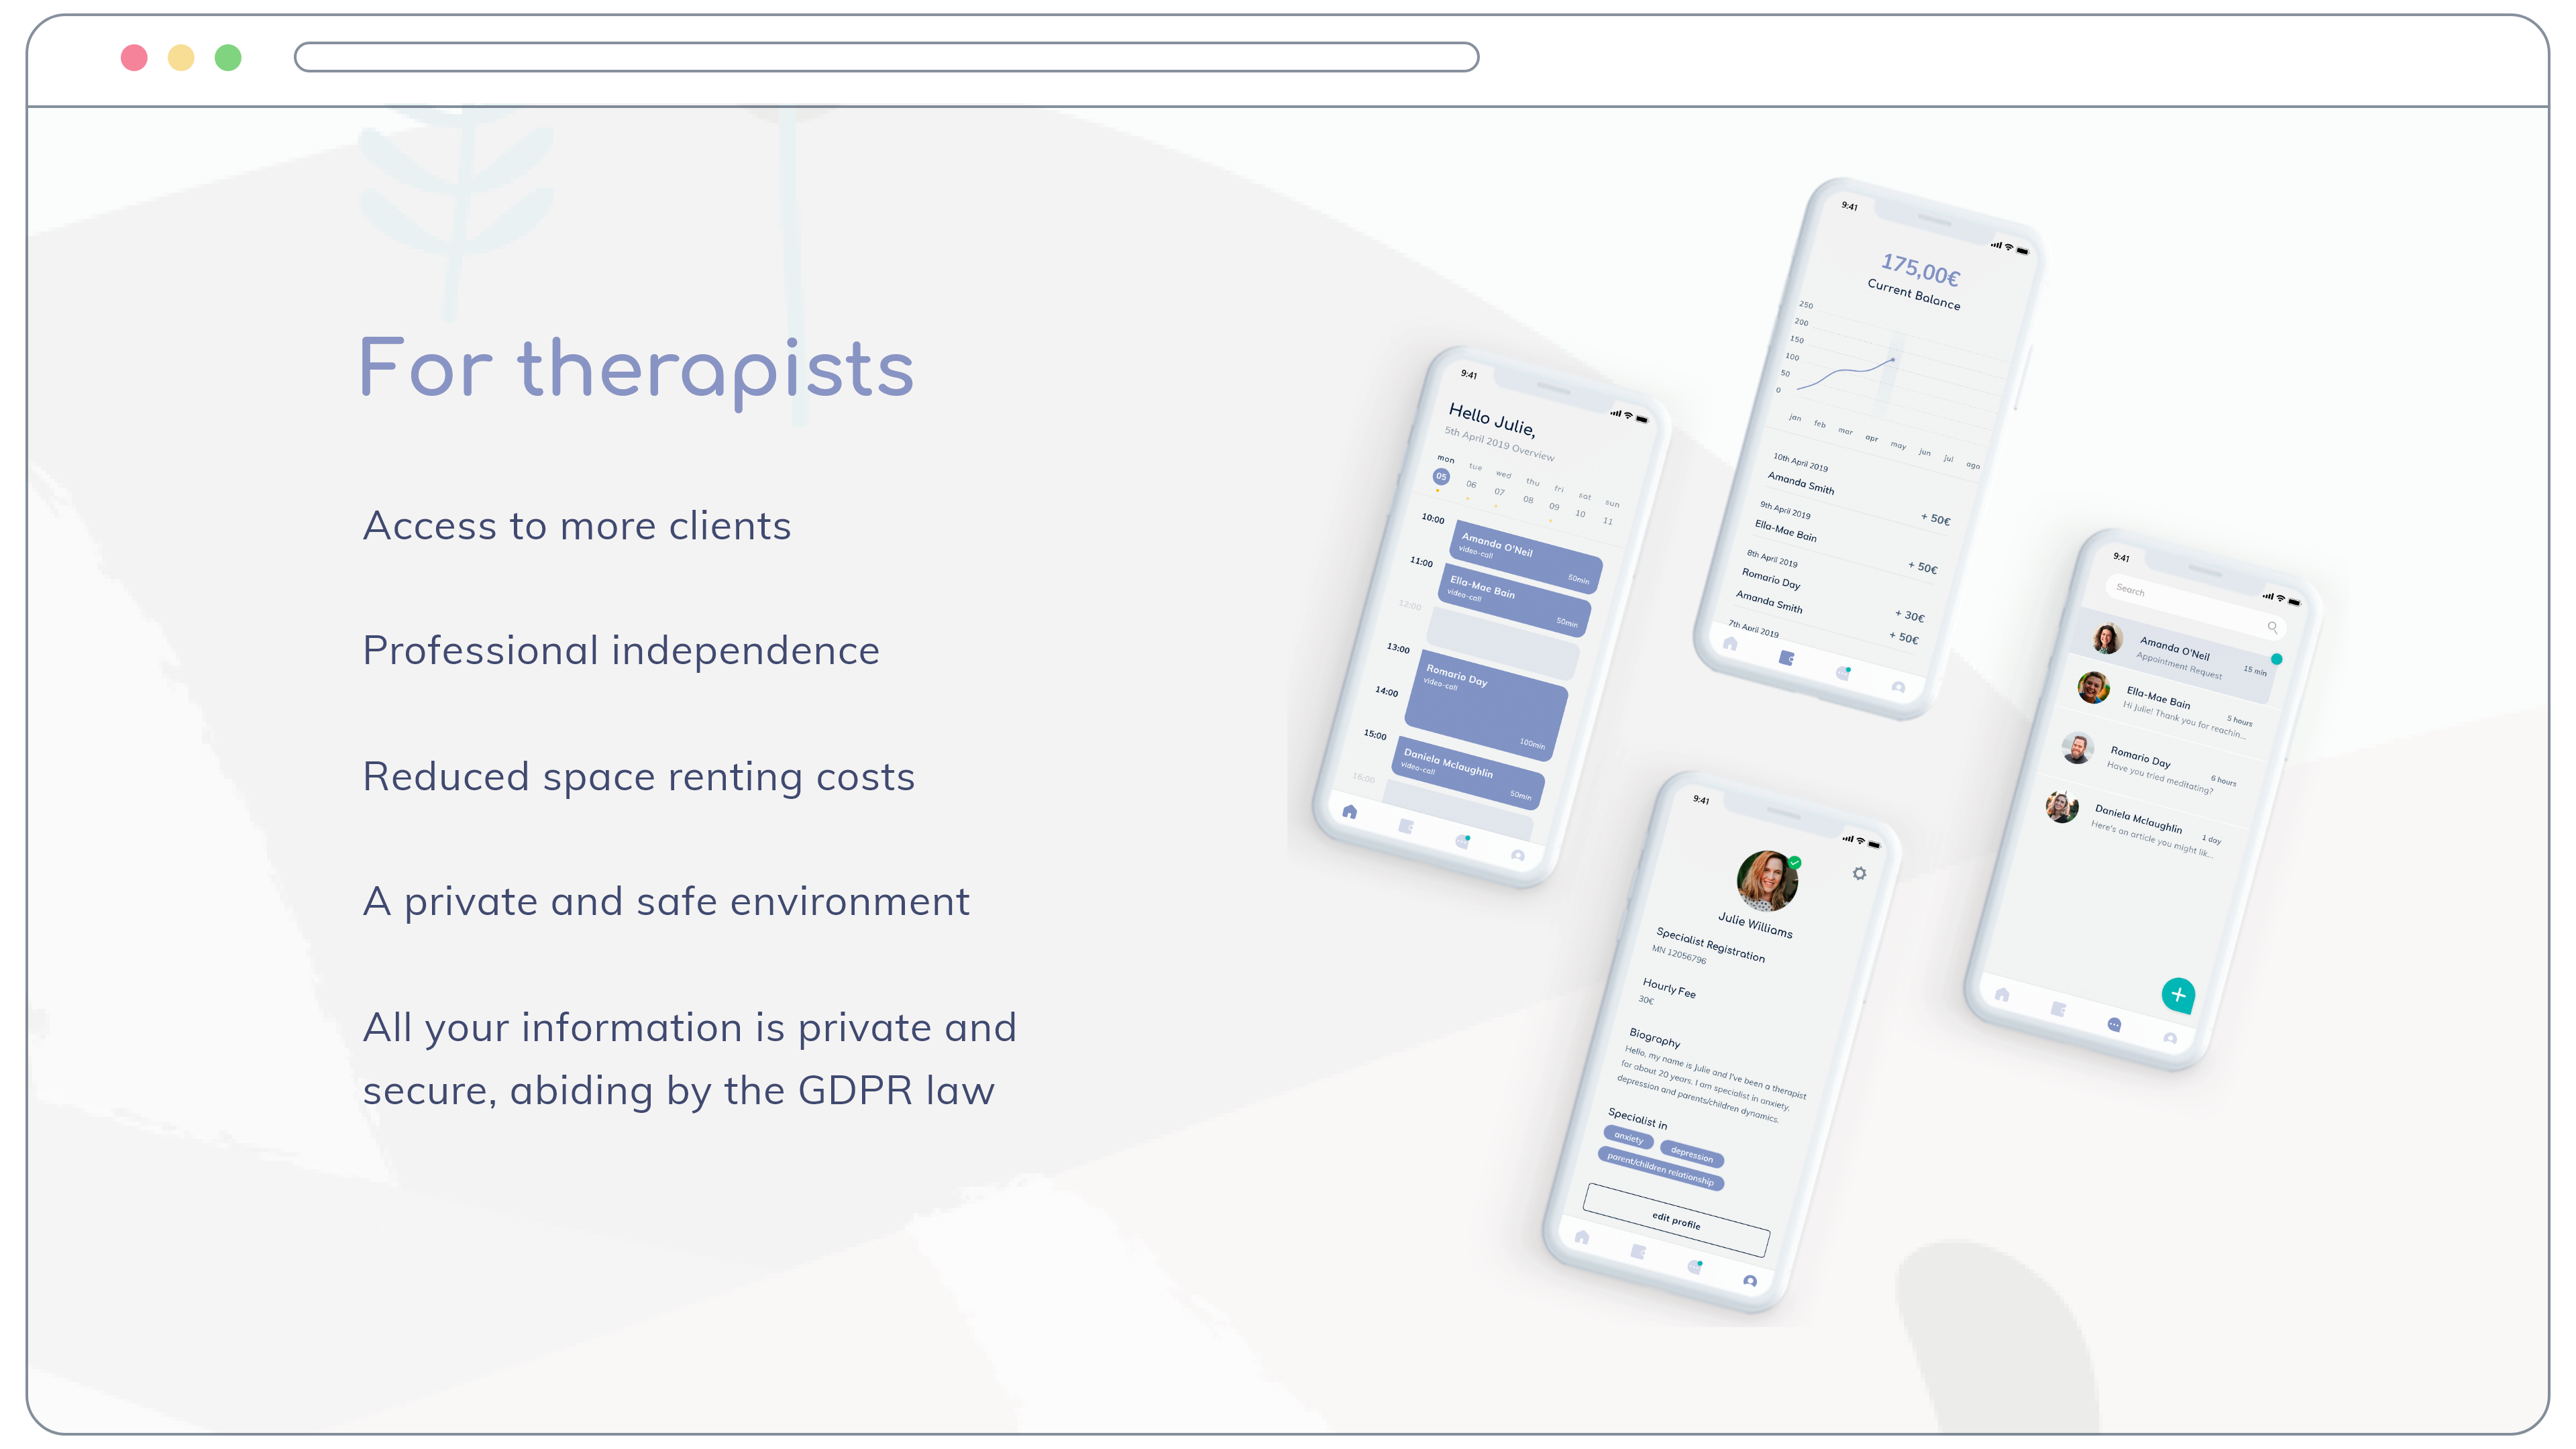 For therapists
Access to more clients
Professional independence
Reduced space renting costs
A private and safe environment
All your information is private and
secure, abiding by the GDPR law
9:41
Hello Julie,
5th April 2019 Overview
mon tue wed thu fri sat sun
05 06 07 08 09 10 11
10:00
Amanda O'Neil
video-call
50min
11:00
Ella-Mae Bain
video-call
50min
12:00
13:00
Romario Day
video-call
14:00
100min
15:00
Daniela Mclaughlin
video-call
50min
16:00
9:41
175,00€
Current Balance
250
200
150
100
50
0
jan feb mar apr may jun jul ago
10th April 2019
Amanda Smith
+ 50€
9th April 2019
Ella-Mae Bain
+ 50€
8th April 2019
Romario Day
+ 30€
Amanda Smith
+ 50€
7th April 2019
9:41
Julie Williams
Specialist Registration
MN 12056796
Hourly Fee
30€
Biography
Hello, my name is Julie and I've been a therapist
for about 20 years. I am specialist in anxiety,
depression and parents/children dynamics.
Specialist in
anxiety depression
parent/children relationship
edit profile
9:41
Search
Amanda O'Neil
Appointment Request
15 min
Ella-Mae Bain
Hi Julie! Thank you for reachin...
5 hours
Romario Day
Have you tried meditating?
6 hours
Daniela Mclaughlin
Here's an article you might lik...
1 day